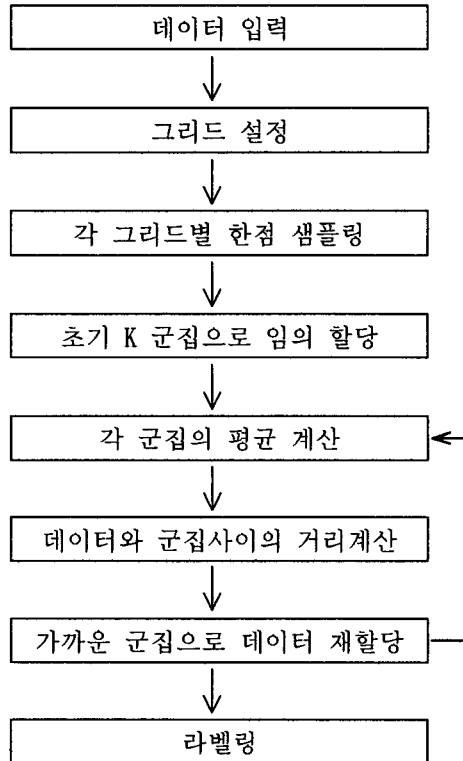 데이터 입력
그리드 설정
각 그리드별 한점 샘플링
초기 K 군집으로 임의 할당
각 군집의 평균 계산
데이터와 군집사이의 거리계산
가까운 군집으로 데이터 재할당
라벨링